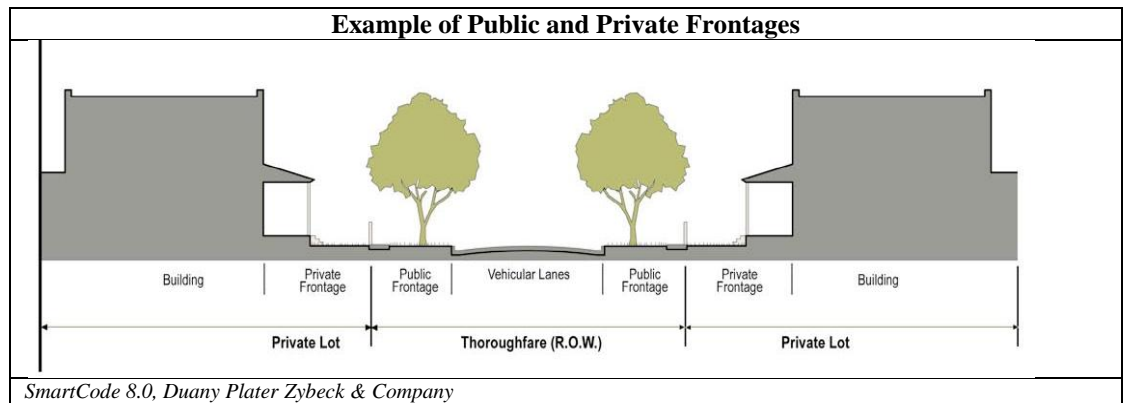 Example of Public and Private Frontages
Building
Private
Frontage
Public
Frontage
Vehicular Lanes
Public
Frontage
Private
Frontage
Building
Private Lot
Thoroughfare (R.O.W.)
Private Lot
SmartCode 8.0, Duany Plater Zybeck & Company